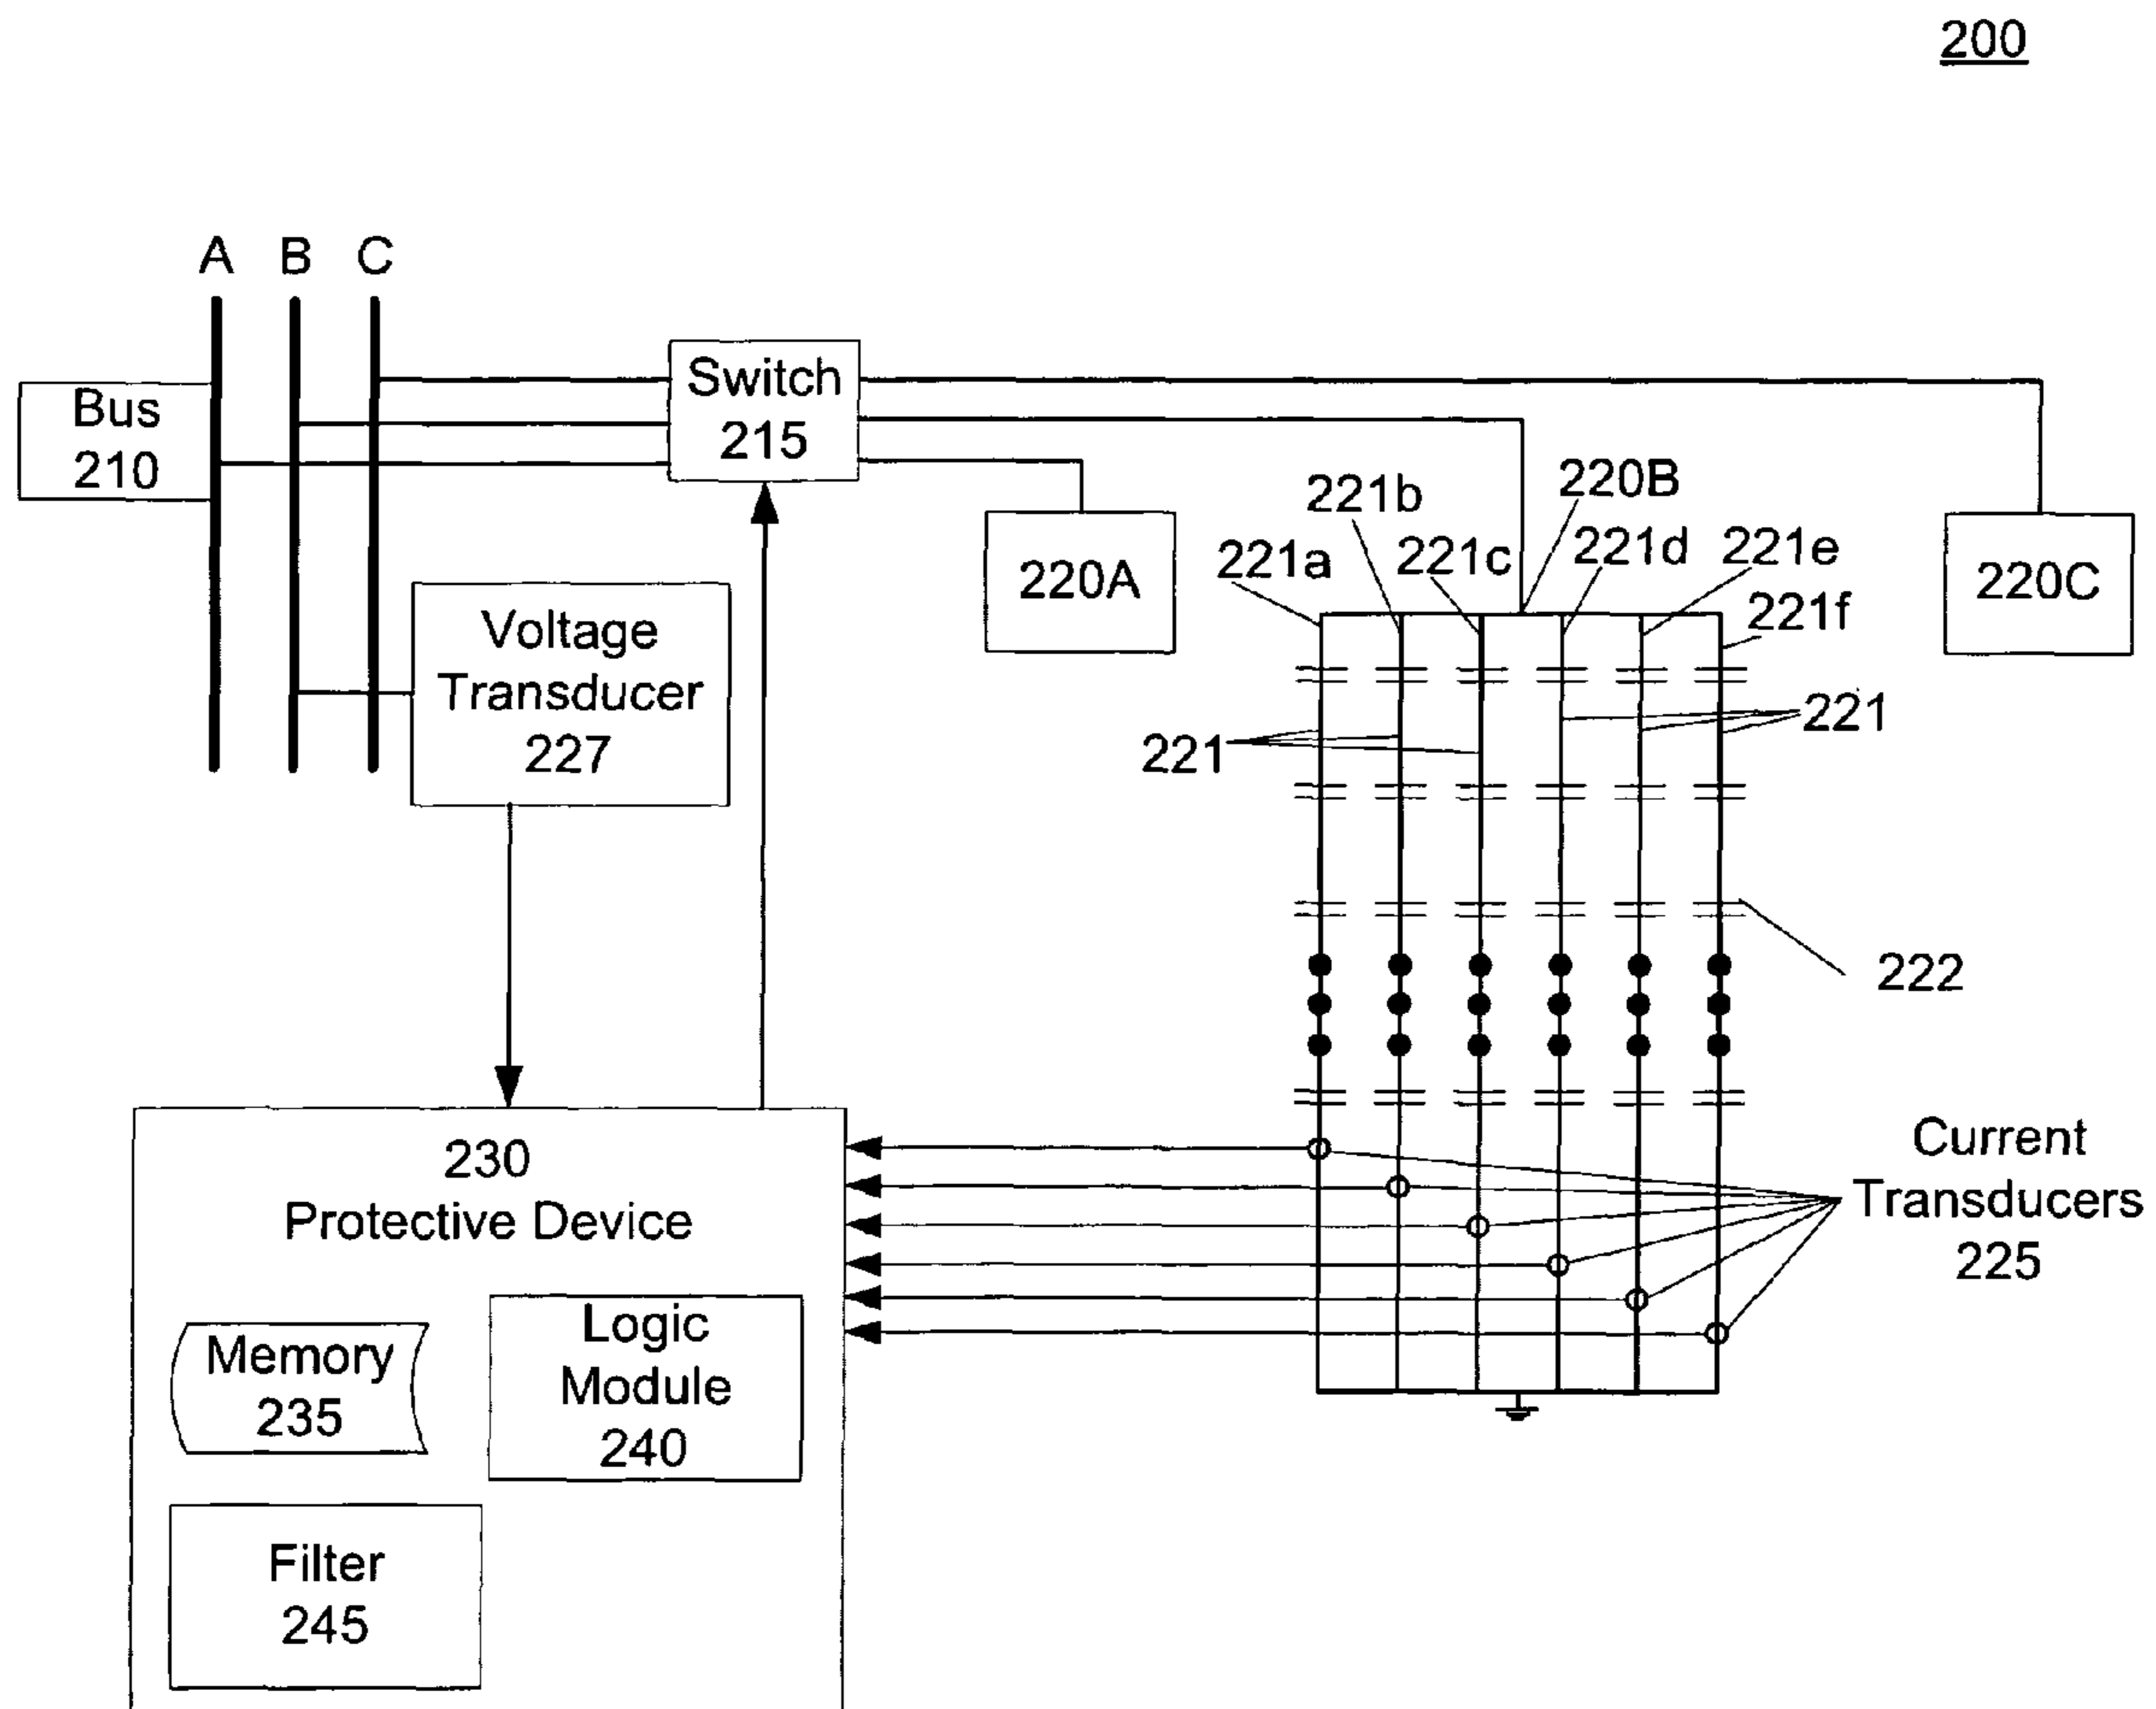 200
A B C
Bus
210
Switch
215
220A
220B
220C
221a
221b
221c
221d
221e
221f
221
221
222
Voltage
Transducer
227
230
Protective Device
Memory
235
Logic
Module
240
Filter
245
Current
Transducers
225